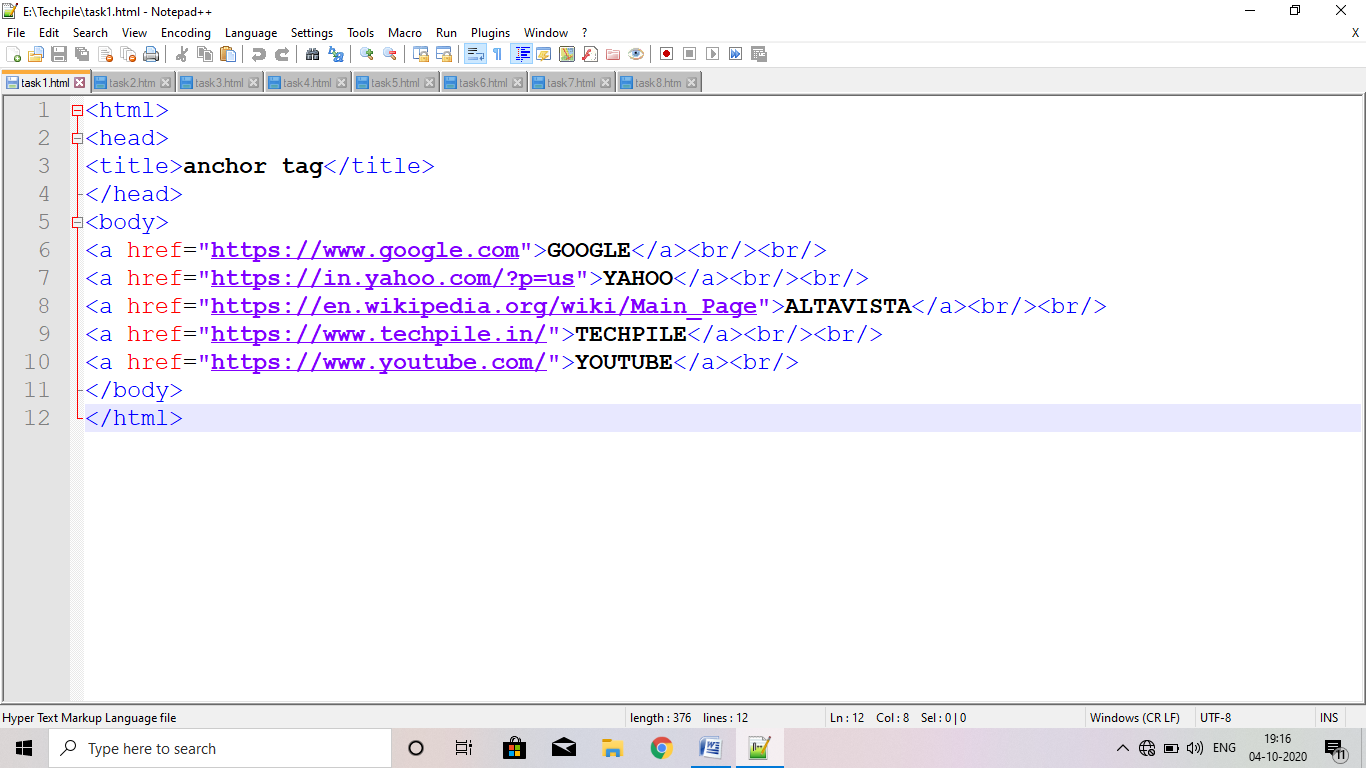 E:\Techpile\task1.html - Notepad++
File Edit Search View Encoding Language Settings Tools Macro Run Plugins Window ? X
task1.html task2.htm task3.html task4.html task5.html task6.html task7.html task8.htm
1 <html>
2 <head>
3 <title>anchor tag</title>
4 </head>
5 <body>
6 <a href="https://www.google.com">GOOGLE</a><br/><br/>
7 <a href="https://in.yahoo.com/?p=us">YAHOO</a><br/><br/>
8 <a href="https://en.wikipedia.org/wiki/Main_Page">ALTAVISTA</a><br/><br/>
9 <a href="https://www.techpile.in/">TECHPILE</a><br/><br/>
10 <a href="https://www.youtube.com/">YOUTUBE</a><br/>
11 </body>
12 </html>
Hyper Text Markup Language file length : 376 lines : 12 Ln : 12 Col : 8 Sel : 0 | 0 Windows (CR LF) UTF-8 INS
Type here to search ENG 19:16
04-10-2020 11